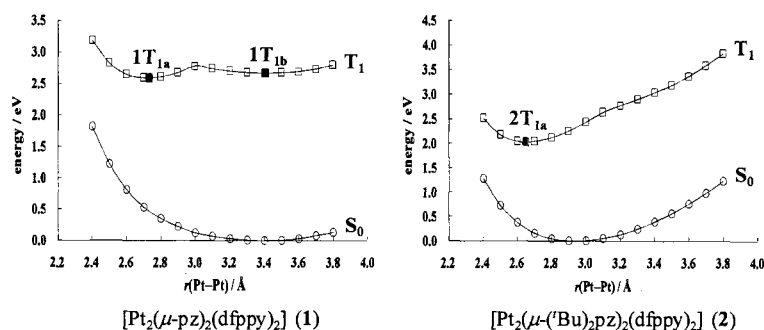 3.5
3.0
2.5
2.0
1.5
1.0
0.5
0.0
energy / eV
1T1a
1T1b
T1
S0
2.2 2.4 2.6 2.8 3.0 3.2 3.4 3.6 3.8 4.0
r(Pt–Pt) / Å
[Pt2(μ-pz)2(dfppy)2] (1)
5.0
4.5
4.0
3.5
3.0
2.5
2.0
1.5
1.0
0.5
0.0
energy / eV
2T1a
T1
S0
2.2 2.4 2.6 2.8 3.0 3.2 3.4 3.6 3.8 4.0
r(Pt–Pt) / Å
[Pt2(μ-(tBu)2pz)2(dfppy)2] (2)